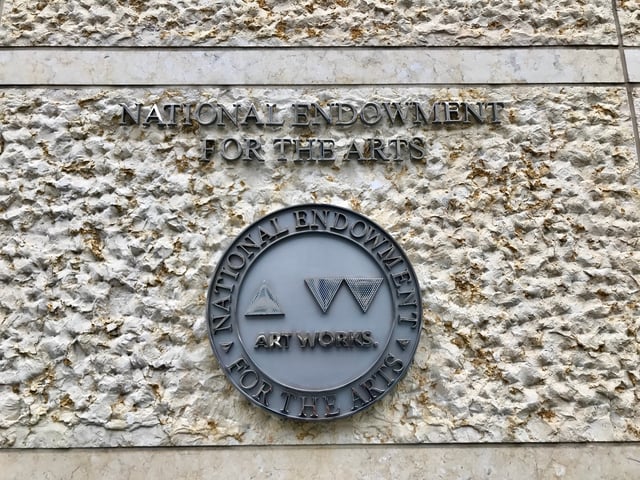 NATIONAL ENDOWMENT
FOR THE ARTS
NATIONAL ENDOWMENT
ART WORKS.
FOR THE ARTS